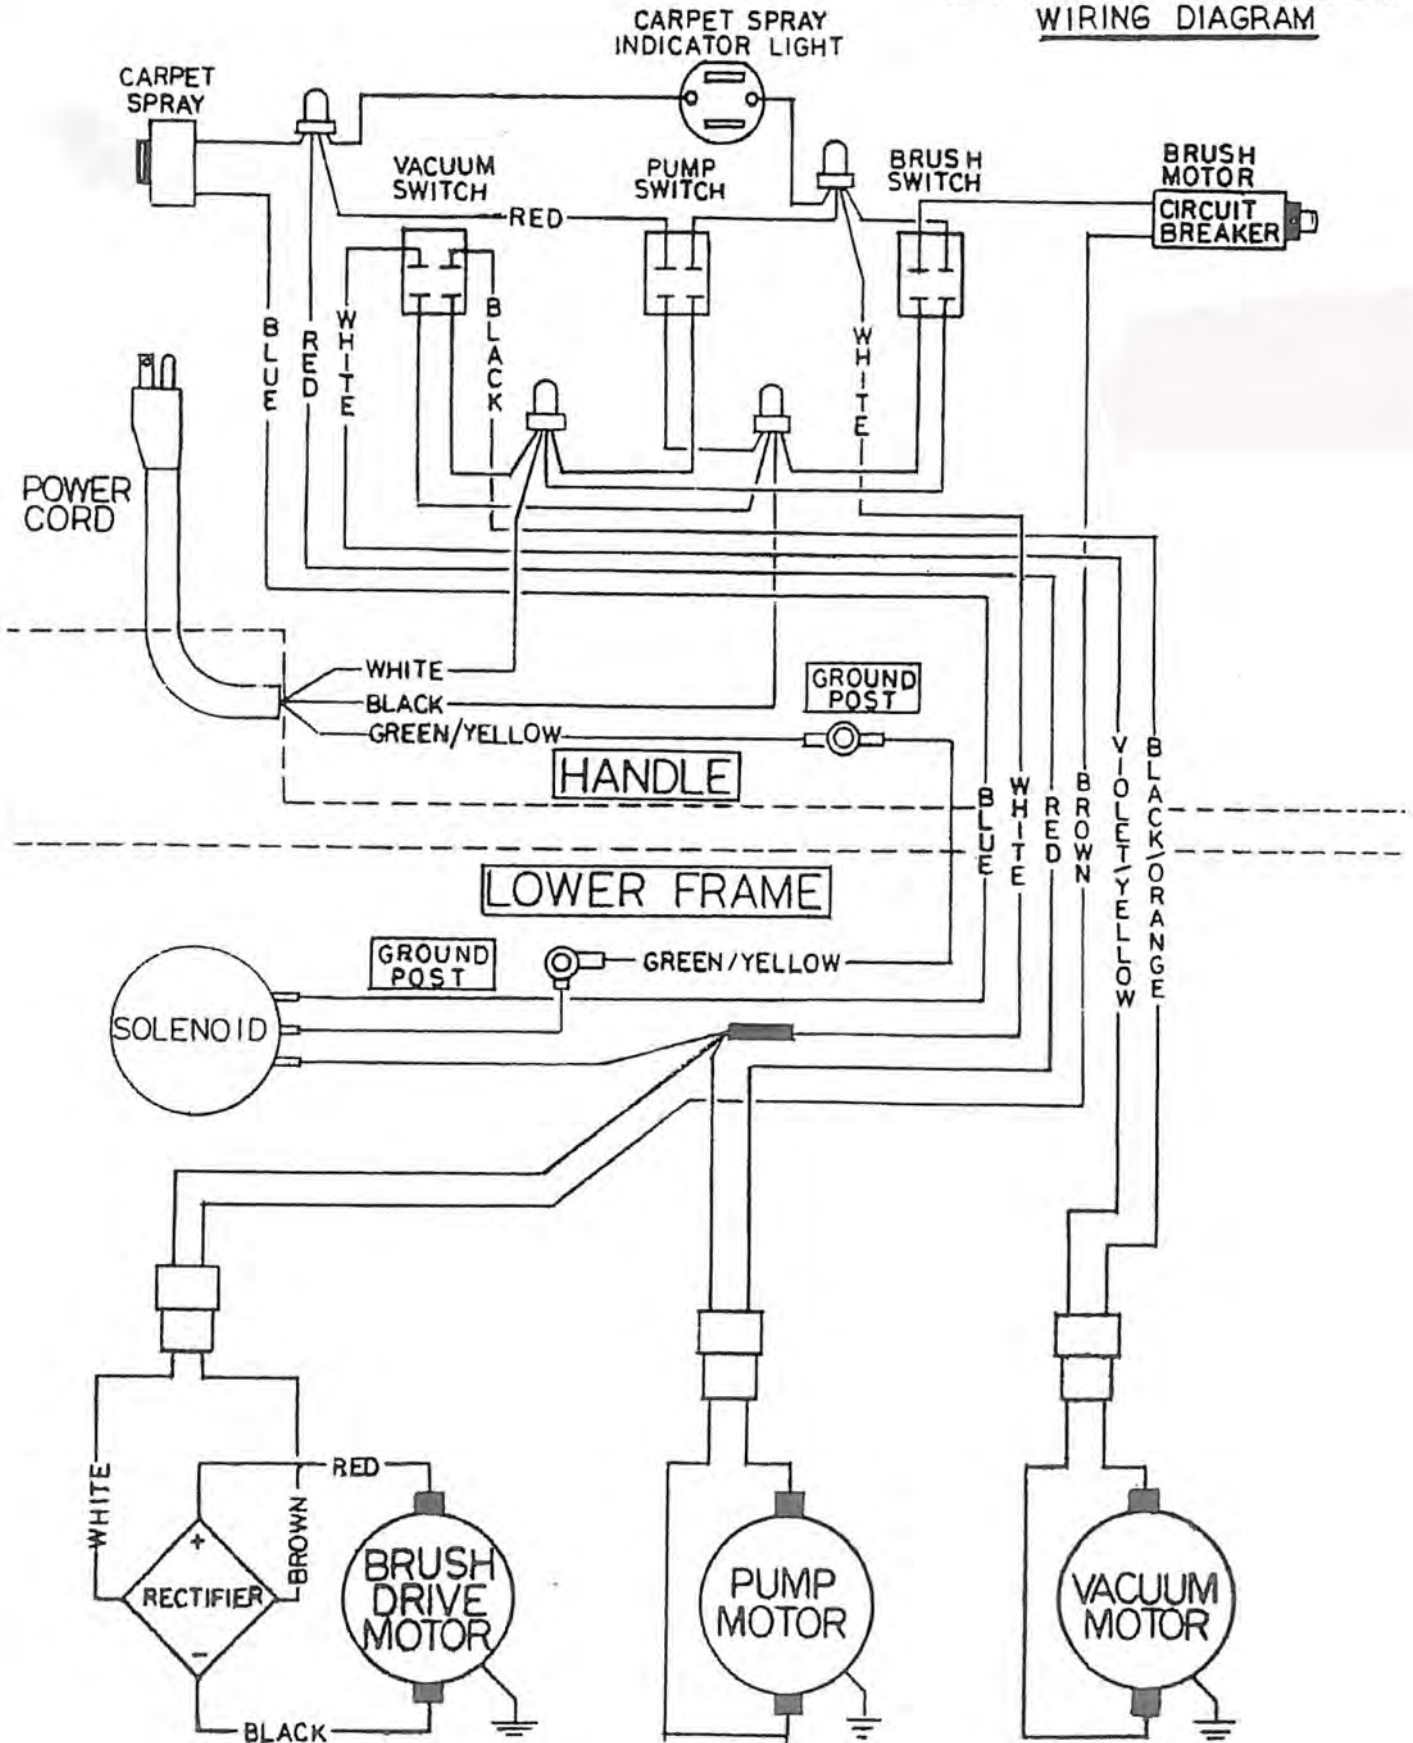 WIRING DIAGRAM
CARPET SPRAY
INDICATOR LIGHT
CARPET
SPRAY
VACUUM
SWITCH
PUMP
SWITCH
BRUSH
SWITCH
BRUSH
MOTOR
CIRCUIT
BREAKER
RED
BLUE
RED
WHITE
BLACK
WHITE
POWER
CORD
WHITE
BLACK
GREEN/YELLOW
GROUND
POST
HANDLE
BLUE
WHITE
RED
BROWN
VIOLET/YELLOW
BLACK/ORANGE
LOWER FRAME
GROUND
POST
GREEN/YELLOW
SOLENOID
WHITE
BROWN
RED
+
RECTIFIER
-
BLACK
BRUSH
DRIVE
MOTOR
PUMP
MOTOR
VACUUM
MOTOR